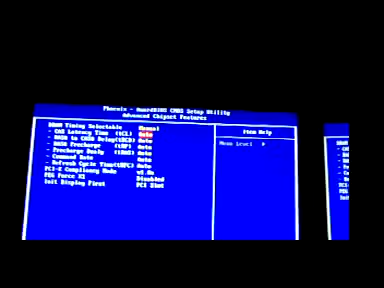 Phoenix - AwardBIOS CMOS Setup Utility
Advanced Chipset Features
DRAM Timing Selectable Manual
- CAS Latency Time (tCL) Auto
- RAS# to CAS# Delay(tRCD) Auto
- RAS# Precharge (tRP) Auto
- Precharge Delay (tRAS) Auto
- Command Rate Auto
- Refresh Cycle Time(tRFC) Auto
PCI-E Compliancy Mode v1.0a
PEG Force X1 Disabled
Init Display First PCI Slot
Item Help
Menu Level